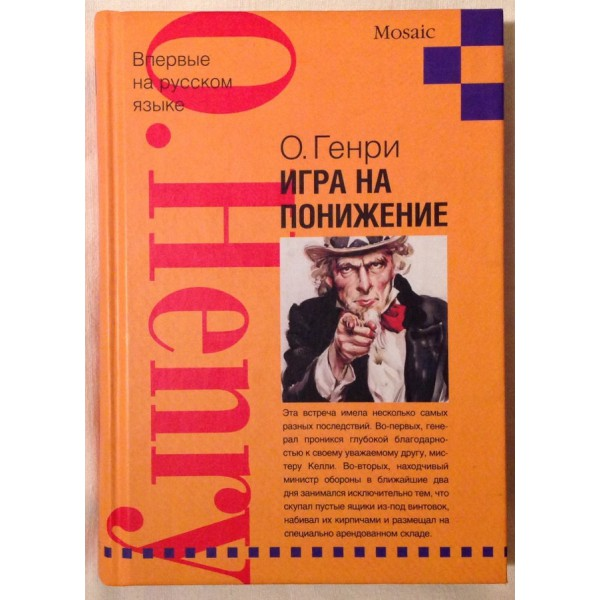 Mosaic
Впервые
на русском
языке
O. Henry
О. Генри
ИГРА НА
ПОНИЖЕНИЕ
Эта встреча имела несколько самых
разных последствий. Во-первых, гене-
рал проникся глубокой благодарно-
стью к своему уважаемому другу, мис-
теру Келли. Во-вторых, находчивый
министр обороны в ближайшие два
дня занимался исключительно тем, что
скупал пустые ящики из-под винтовок,
набивал их кирпичами и размещал на
специально арендованном складе.